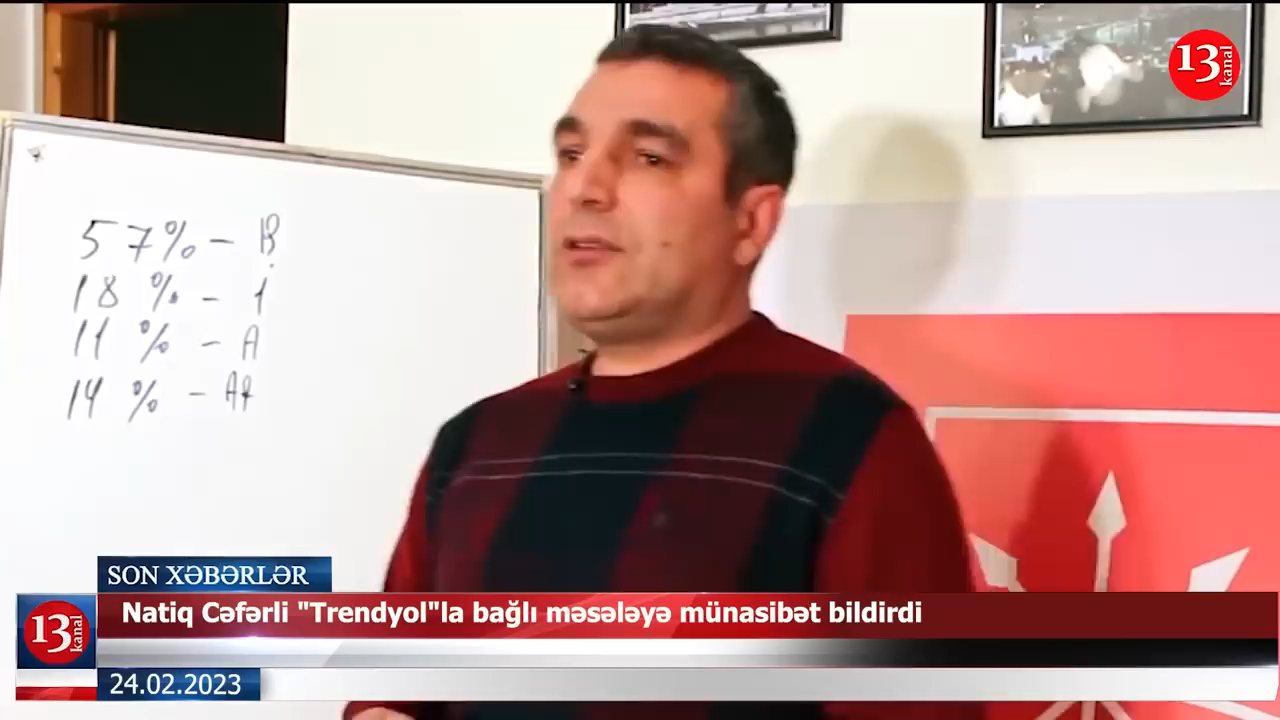 13 kanal
57% - B
18 % - İ
11 % - A
14 % - AF
SON XƏBƏRLƏR
Natiq Cəfərli "Trendyol"la bağlı məsələyə münasibət bildirdi
13 kanal
24.02.2023